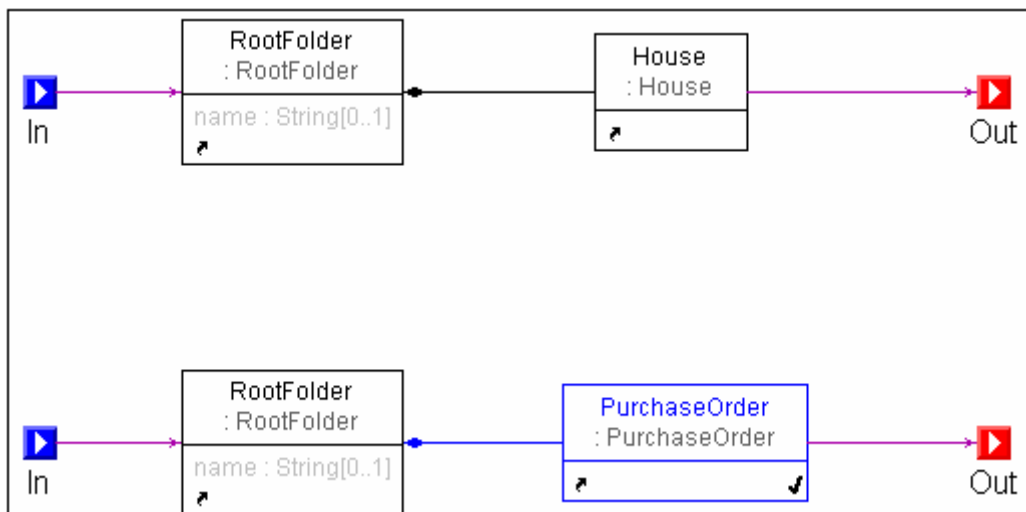 RootFolder
: RootFolder
name : String[0..1]
House
: House
In
Out
RootFolder
: RootFolder
name : String[0..1]
PurchaseOrder
: PurchaseOrder
In
Out